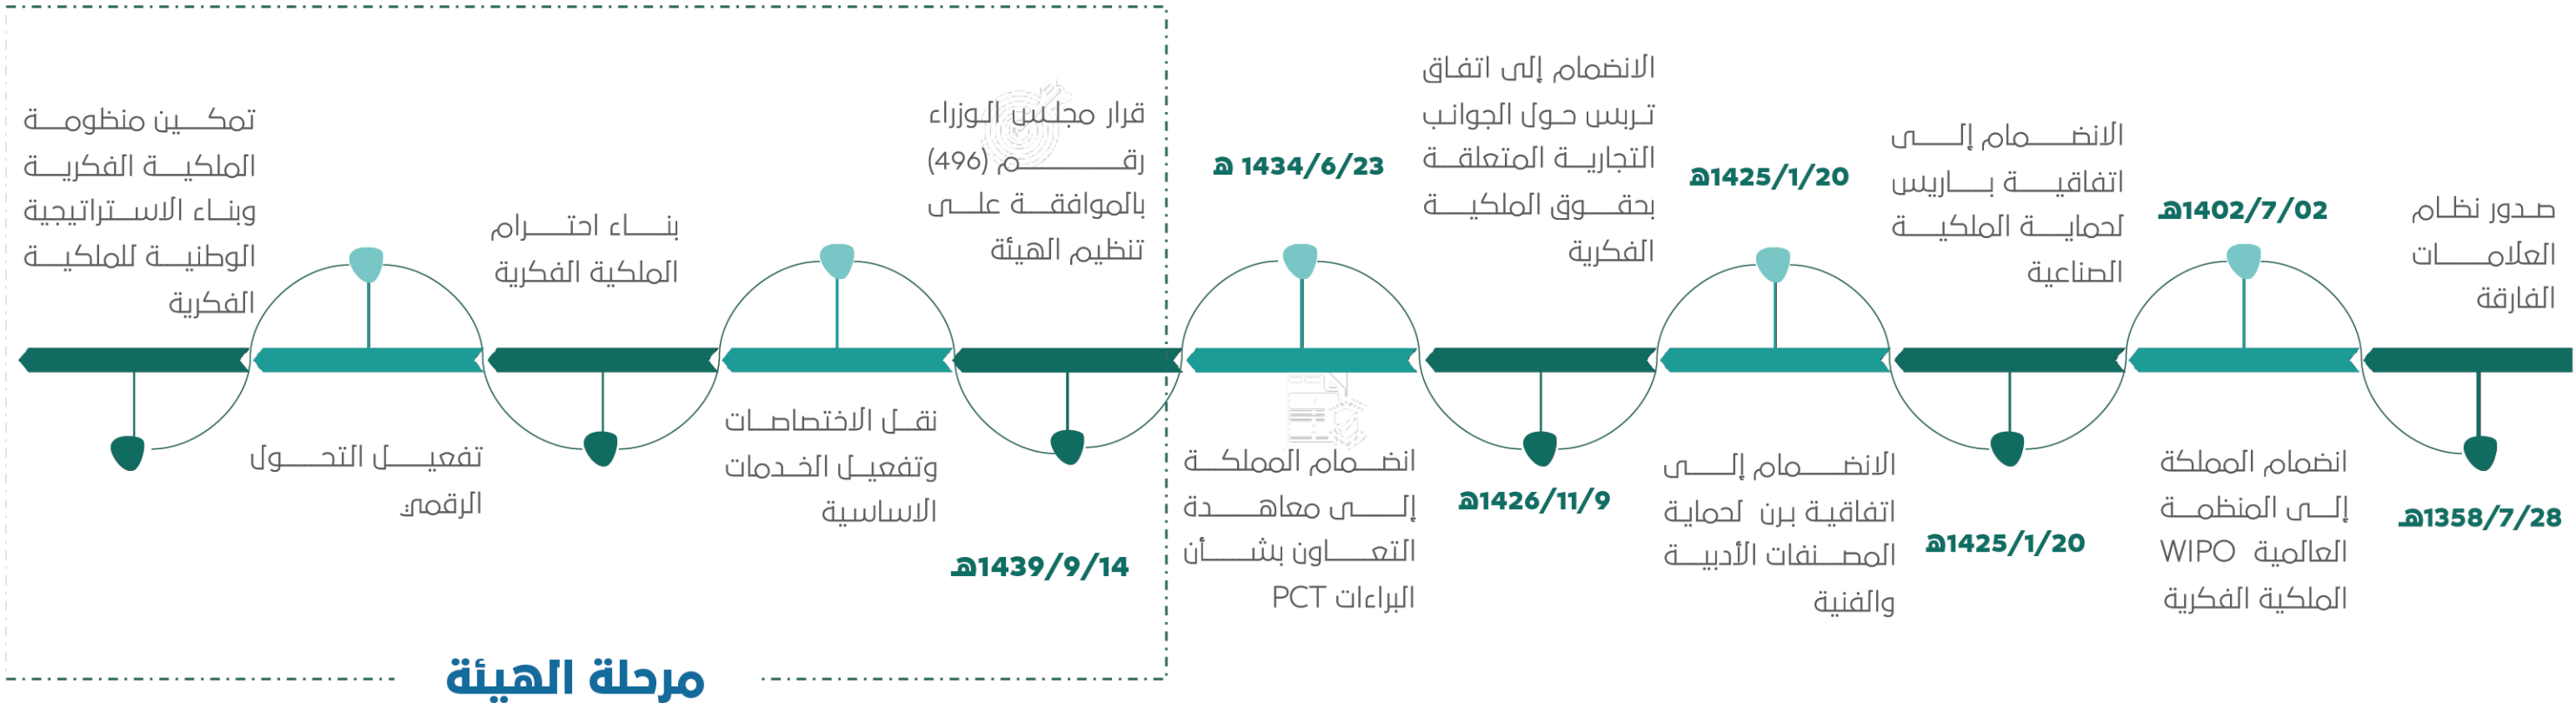 صدور نظام
العلامات
الفارقة
1358/7/28هـ
1402/7/02هـ
انضمام المملكة
إلى المنظمة
العالمية WIPO
الملكية الفكرية
الانضمام إلى
اتفاقية باريس
لحماية الملكية
الصناعية
1425/1/20هـ
1425/1/20هـ
الانضمام إلى
اتفاقية برن لحماية
المصنفات الأدبية
والفنية
الانضمام إلى اتفاق
تربس حول الجوانب
التجارية المتعلقة
بحقوق الملكية
الفكرية
1426/11/9هـ
1434/6/23 هـ
انضمام المملكة
إلى معاهدة
التعاون بشأن
البراءات PCT
قرار مجلس الوزراء
رقم (496)
بالموافقة على
تنظيم الهيئة
1439/9/14هـ
نقل الاختصاصات
وتفعيل الخدمات
الاساسية
بناء احترام
الملكية الفكرية
تفعيل التحول
الرقمي
تمكين منظومة
الملكية الفكرية
وبناء الاستراتيجية
الوطنية للملكية
الفكرية
مرحلة الهيئة